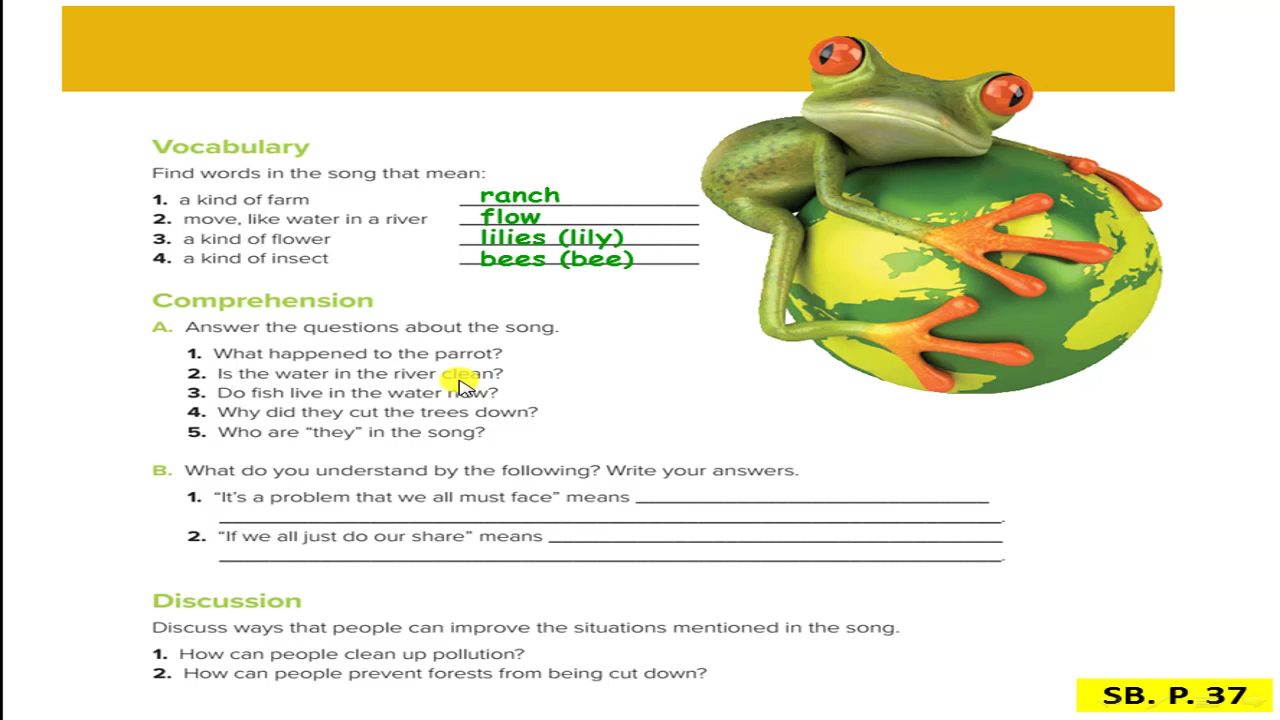 Vocabulary
Find words in the song that mean:
1. a kind of farm ranch
2. move, like water in a river flow
3. a kind of flower lilies (lily)
4. a kind of insect bees (bee)
Comprehension
A. Answer the questions about the song.
1. What happened to the parrot?
2. Is the water in the river clean?
3. Do fish live in the water now?
4. Why did they cut the trees down?
5. Who are “they” in the song?
B. What do you understand by the following? Write your answers.
1. “It’s a problem that we all must face” means
2. “If we all just do our share” means
Discussion
Discuss ways that people can improve the situations mentioned in the song.
1. How can people clean up pollution?
2. How can people prevent forests from being cut down?
SB. P. 37